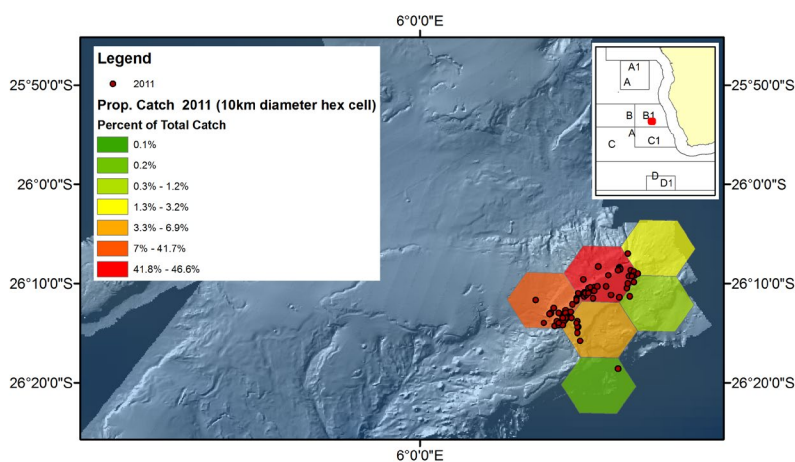 6°0'0"E
Legend
2011
Prop. Catch 2011 (10km diameter hex cell)
Percent of Total Catch
0.1%
0.2%
0.3% - 1.2%
1.3% - 3.2%
3.3% - 6.9%
7% - 41.7%
41.8% - 46.6%
A1
A
B
B1
A
C
C1
D
D1
25°50'0"S
25°50'0"S
26°0'0"S
26°0'0"S
26°10'0"S
26°10'0"S
26°20'0"S
26°20'0"S
6°0'0"E